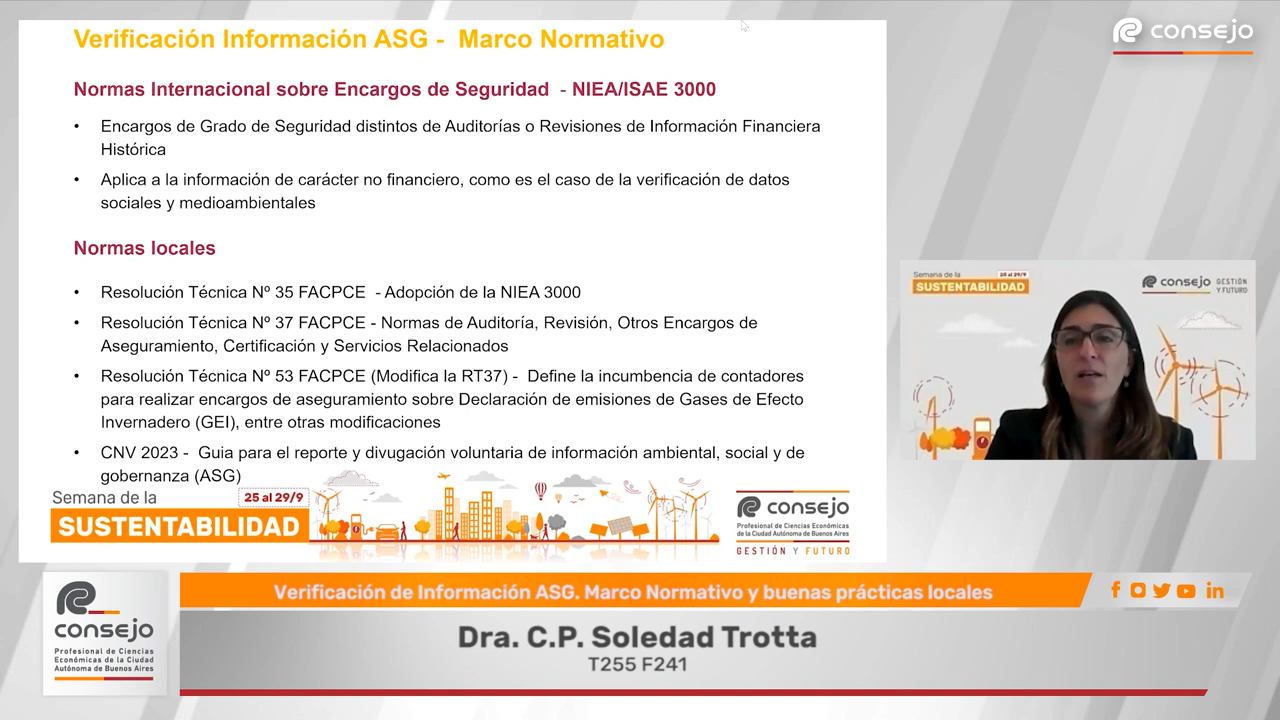 Verificación Información ASG - Marco Normativo
Normas Internacional sobre Encargos de Seguridad - NIEA/ISAE 3000
• Encargos de Grado de Seguridad distintos de Auditorías o Revisiones de Información Financiera
Histórica
• Aplica a la información de carácter no financiero, como es el caso de la verificación de datos
sociales y medioambientales
Normas locales
• Resolución Técnica Nº 35 FACPCE - Adopción de la NIEA 3000
• Resolución Técnica Nº 37 FACPCE - Normas de Auditoría, Revisión, Otros Encargos de
Aseguramiento, Certificación y Servicios Relacionados
• Resolución Técnica Nº 53 FACPCE (Modifica la RT37) - Define la incumbencia de contadores
para realizar encargos de aseguramiento sobre Declaración de emisiones de Gases de Efecto
Invernadero (GEI), entre otras modificaciones
• CNV 2023 - Guia para el reporte y divugación voluntaria de información ambiental, social y de
gobernanza (ASG)
Semana de la
25 al 29/9
SUSTENTABILIDAD
consejo
Profesional de Ciencias Económicas
de la Ciudad Autónoma de Buenos Aires
GESTIÓN Y FUTURO
consejo
Semana de la
25 al 29/9
SUSTENTABILIDAD
consejo
GESTIÓN
Y FUTURO
consejo
Profesional de Ciencias
Económicas de la Ciudad
Autónoma de Buenos Aires
Verificación de Información ASG. Marco Normativo y buenas prácticas locales
Dra. C.P. Soledad Trotta
T255 F241